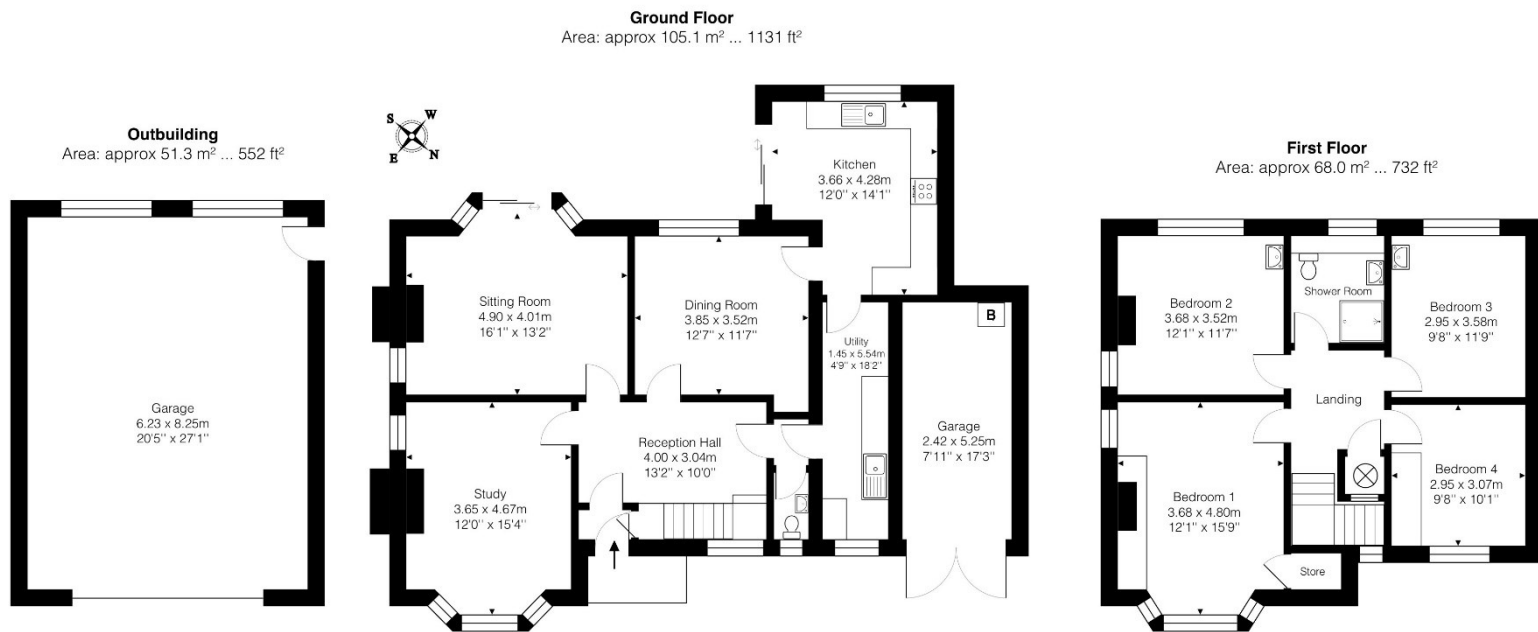 Ground Floor
Area: approx 105.1 m² ... 1131 ft²
Outbuilding
Area: approx 51.3 m² ... 552 ft²
S
W
E
N
First Floor
Area: approx 68.0 m² ... 732 ft²
Garage
6.23 x 8.25m
20'5" x 27'1"
Kitchen
3.66 x 4.28m
12'0" x 14'1"
Sitting Room
4.90 x 4.01m
16'1" x 13'2"
Dining Room
3.85 x 3.52m
12'7" x 11'7"
Utility
1.45 x 5.54m
4'9" x 18'2"
B
Garage
2.42 x 5.25m
7'11" x 17'3"
Reception Hall
4.00 x 3.04m
13'2" x 10'0"
Study
3.65 x 4.67m
12'0" x 15'4"
Bedroom 2
3.68 x 3.52m
12'1" x 11'7"
Shower Room
Bedroom 3
2.95 x 3.58m
9'8" x 11'9"
Landing
Bedroom 1
3.68 x 4.80m
12'1" x 15'9"
Bedroom 4
2.95 x 3.07m
9'8" x 10'1"
Store